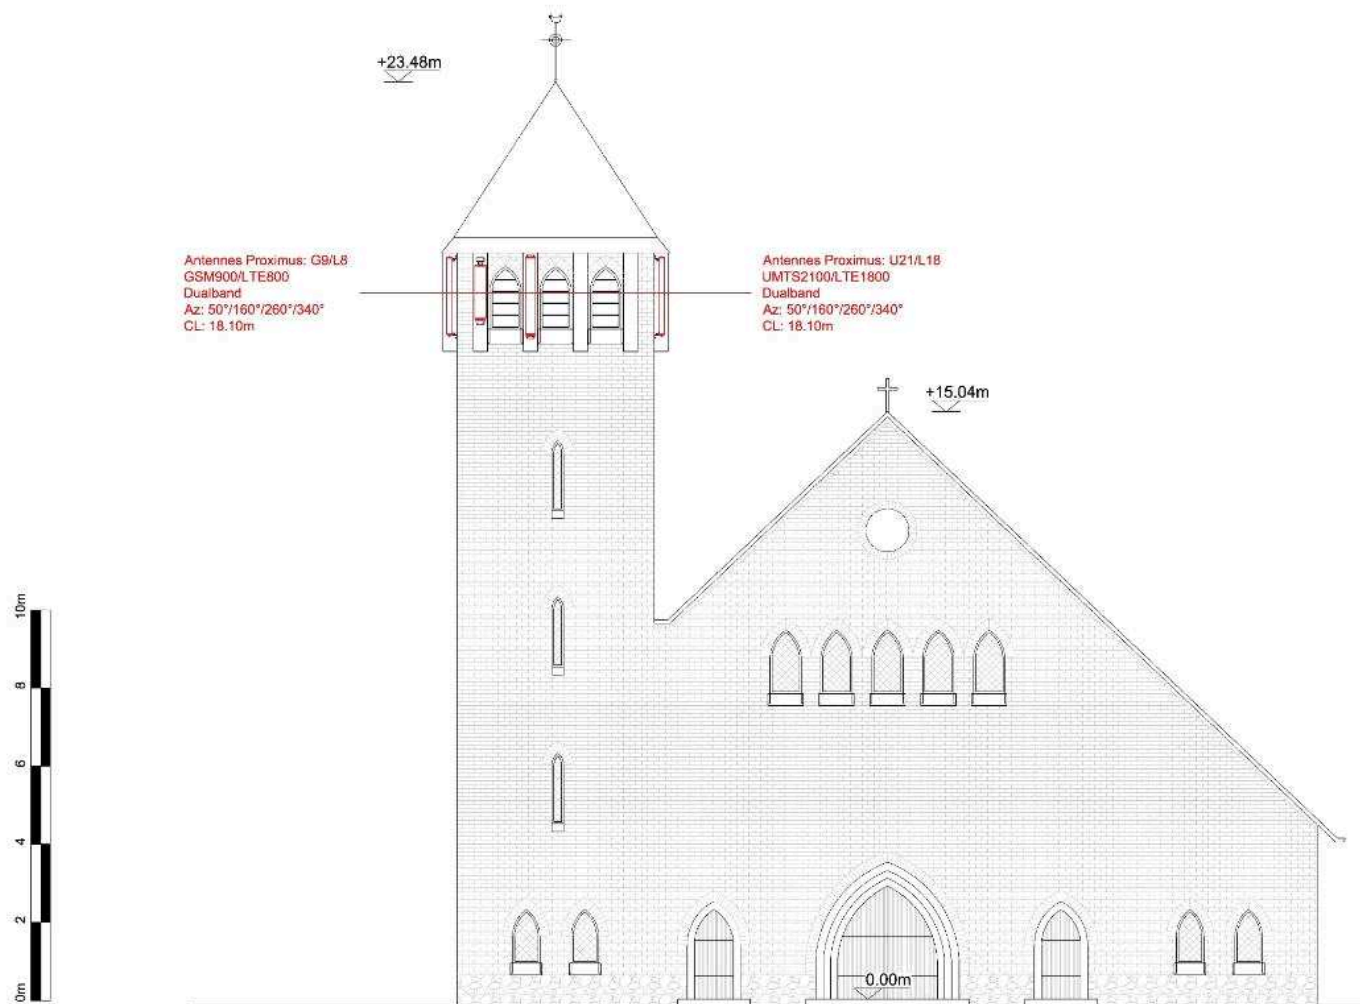 +23.48m
Antennes Proximus: G9/L8
GSM900/LTE800
Dualband
Az: 50°/160°/260°/340°
CL: 18.10m
Antennes Proximus: U21/L18
UMTS2100/LTE1800
Dualband
Az: 50°/160°/260°/340°
CL: 18.10m
+15.04m
10m
8
6
4
2
0m
0.00m